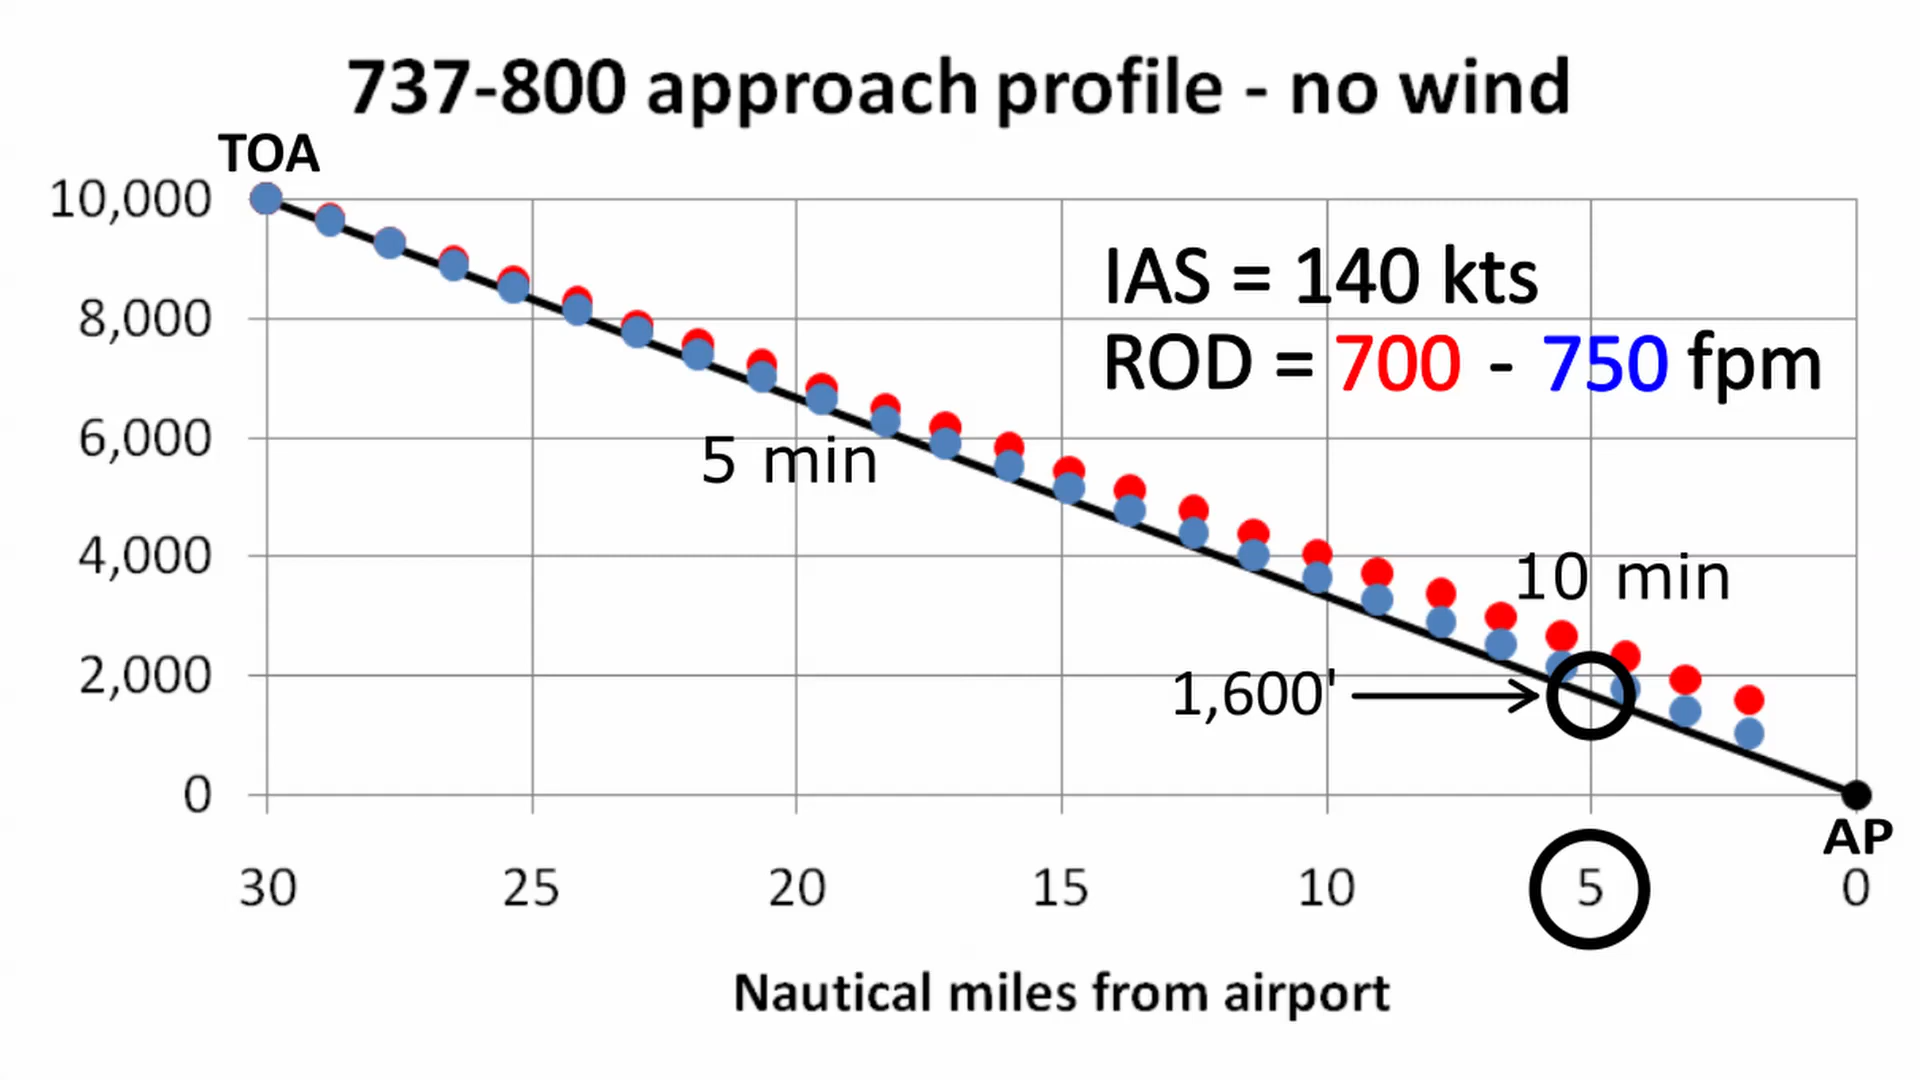 737-800 approach profile - no wind
TOA
10,000
8,000
6,000
4,000
2,000
0
IAS = 140 kts
ROD = 700 - 750 fpm
5 min
10 min
1,600'
AP
30 25 20 15 10 5 0
Nautical miles from airport